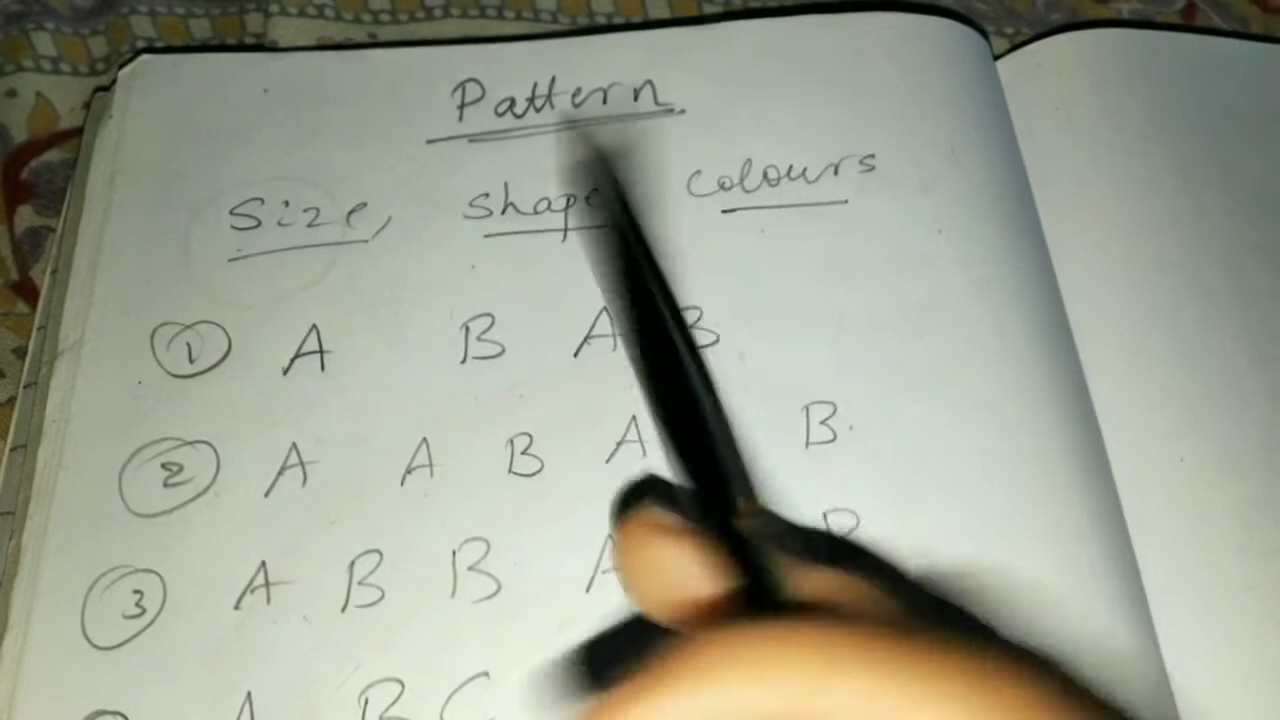 Pattern
Size, shape colours
① A B A B
② A A B A B.
③ A B B A B
A B C